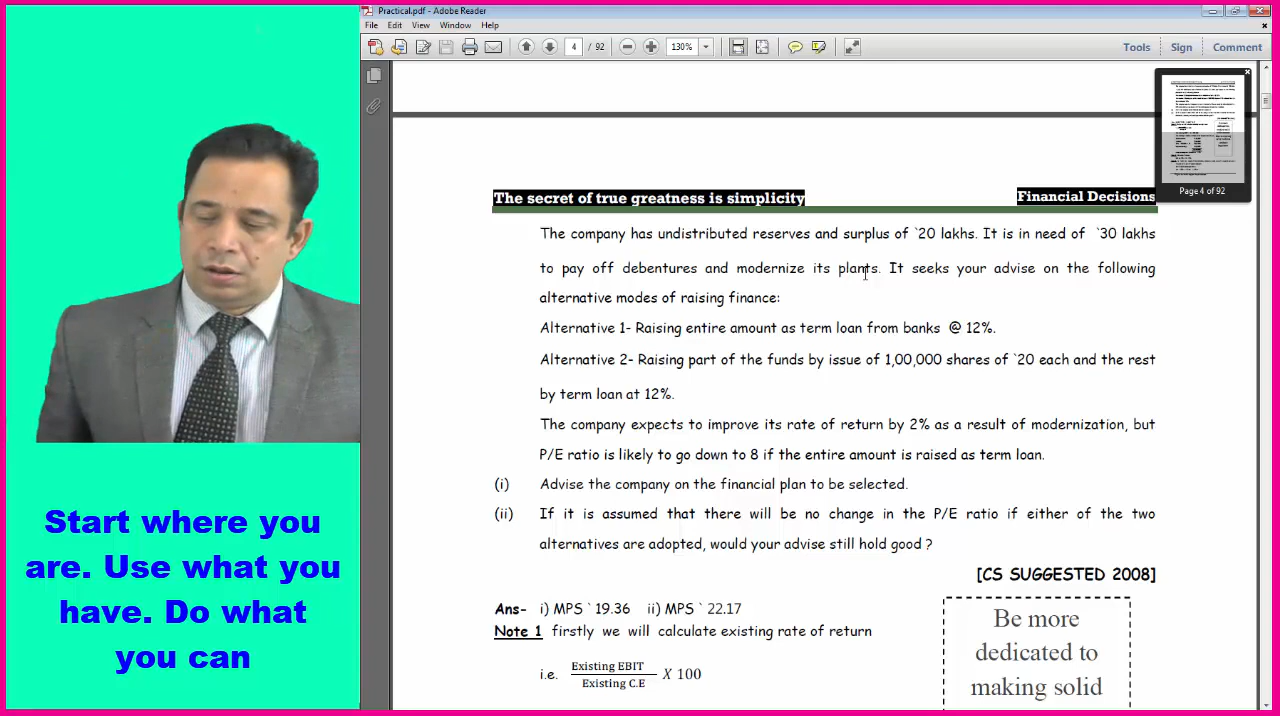 Practical.pdf - Adobe Reader
File Edit View Window Help
4 / 92 130% Tools Sign Comment
Page 4 of 92
The secret of true greatness is simplicity Financial Decisions
The company has undistributed reserves and surplus of `20 lakhs. It is in need of `30 lakhs
to pay off debentures and modernize its plants. It seeks your advise on the following
alternative modes of raising finance:
Alternative 1- Raising entire amount as term loan from banks @ 12%.
Alternative 2- Raising part of the funds by issue of 1,00,000 shares of `20 each and the rest
by term loan at 12%.
The company expects to improve its rate of return by 2% as a result of modernization, but
P/E ratio is likely to go down to 8 if the entire amount is raised as term loan.
(i) Advise the company on the financial plan to be selected.
(ii) If it is assumed that there will be no change in the P/E ratio if either of the two
alternatives are adopted, would your advise still hold good ?
[CS SUGGESTED 2008]
Ans- i) MPS ` 19.36 ii) MPS ` 22.17
Note 1 firstly we will calculate existing rate of return
i.e. Existing EBIT / Existing C.E X 100
Be more
dedicated to
making solid
Start where you
are. Use what you
have. Do what
you can